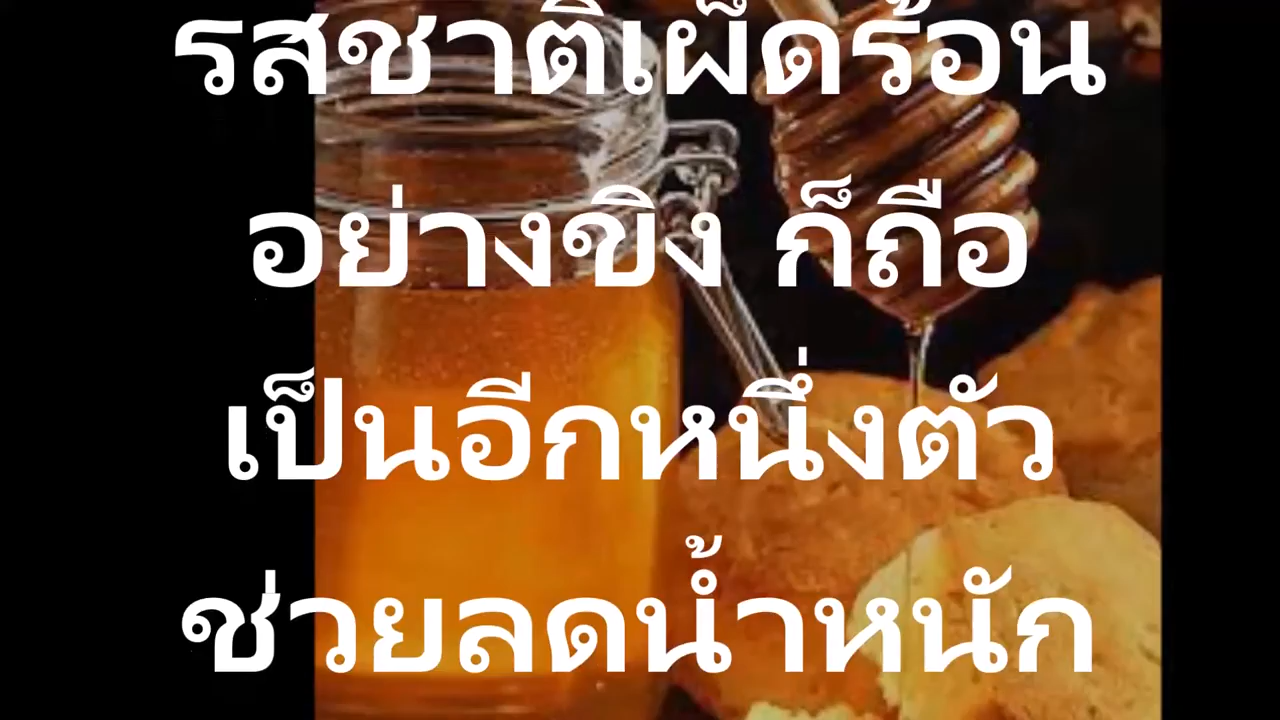 รสชาติเผ็ดร้อน
อย่างขิง ก็ถือ
เป็นอีกหนึ่งตัว
ช่วยลดน้ำหนัก